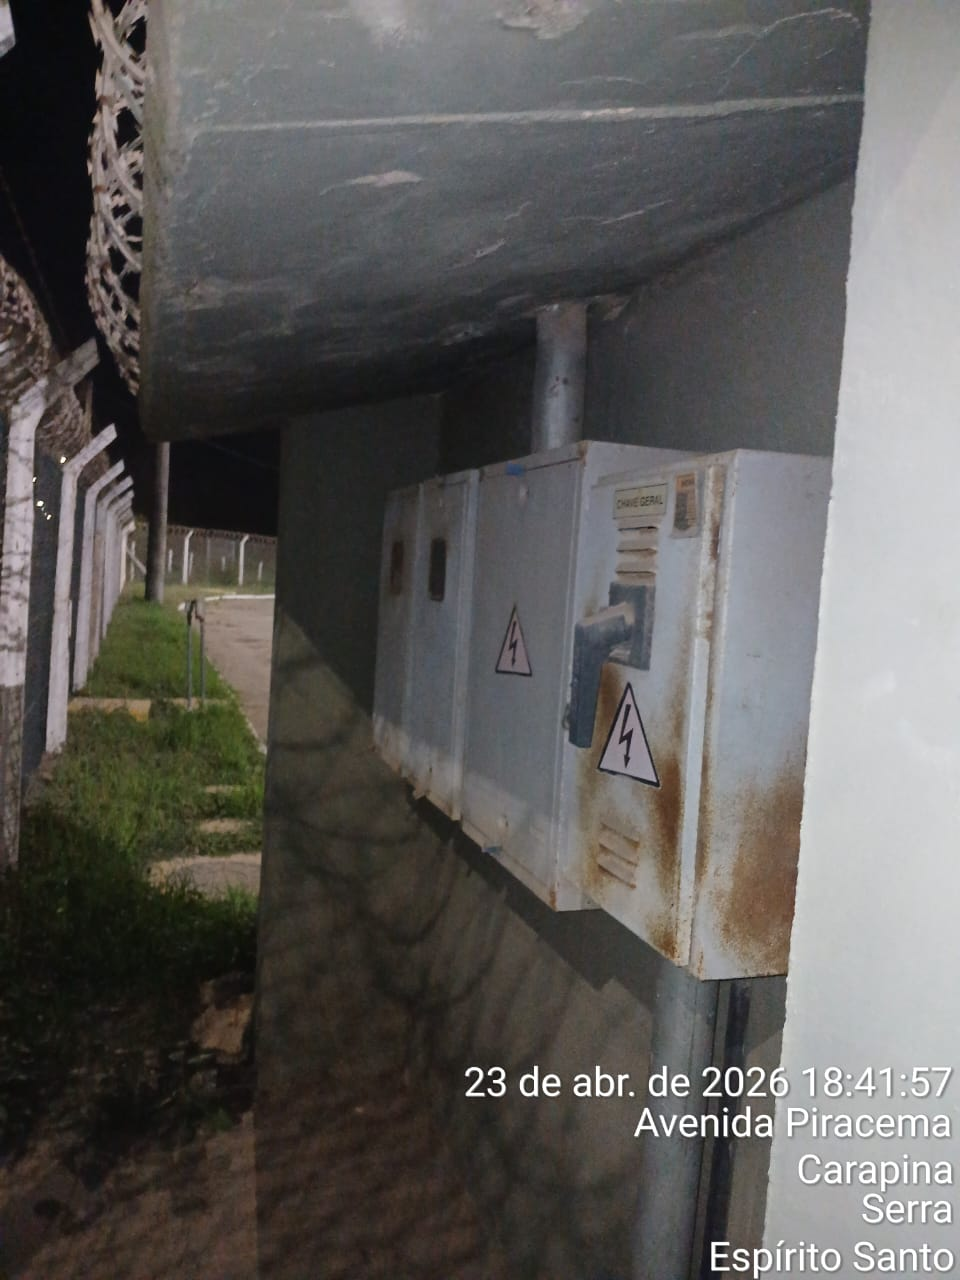 CHAVE GERAL
23 de abr. de 2026 18:41:57
Avenida Piracema
Carapina
Serra
Espírito Santo